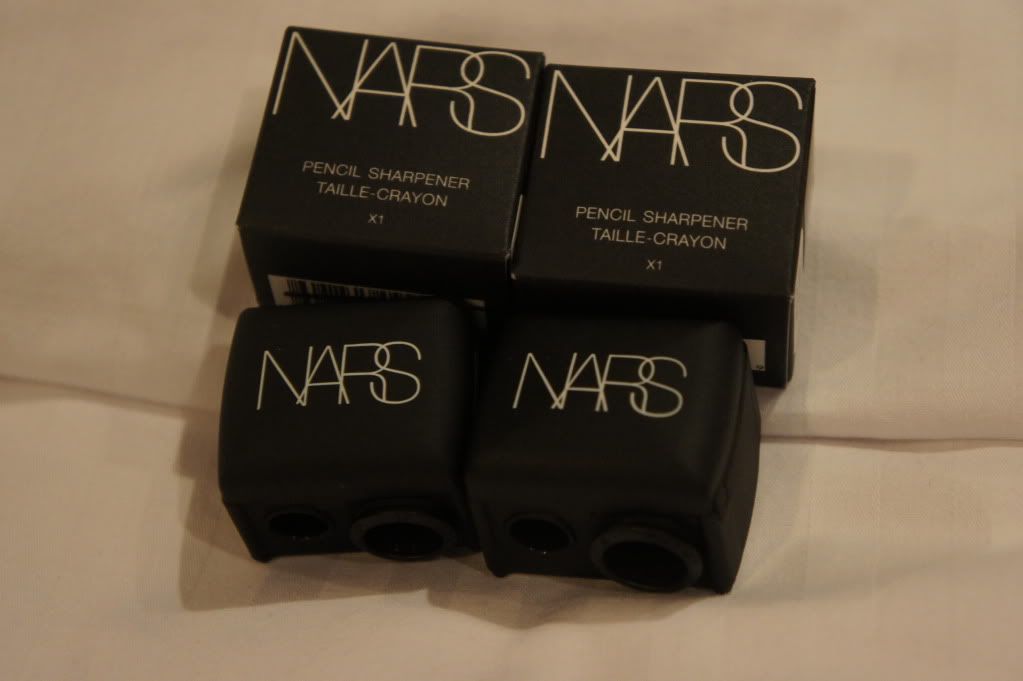 NARS
PENCIL SHARPENER
TAILLE-CRAYON
X1
NARS
PENCIL SHARPENER
TAILLE-CRAYON
X1
NARS
NARS